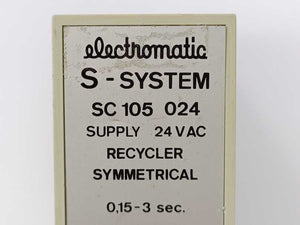 electromatic
S - SYSTEM
SC 105 024
SUPPLY 24 VAC
RECYCLER
SYMMETRICAL
0,15-3 sec.